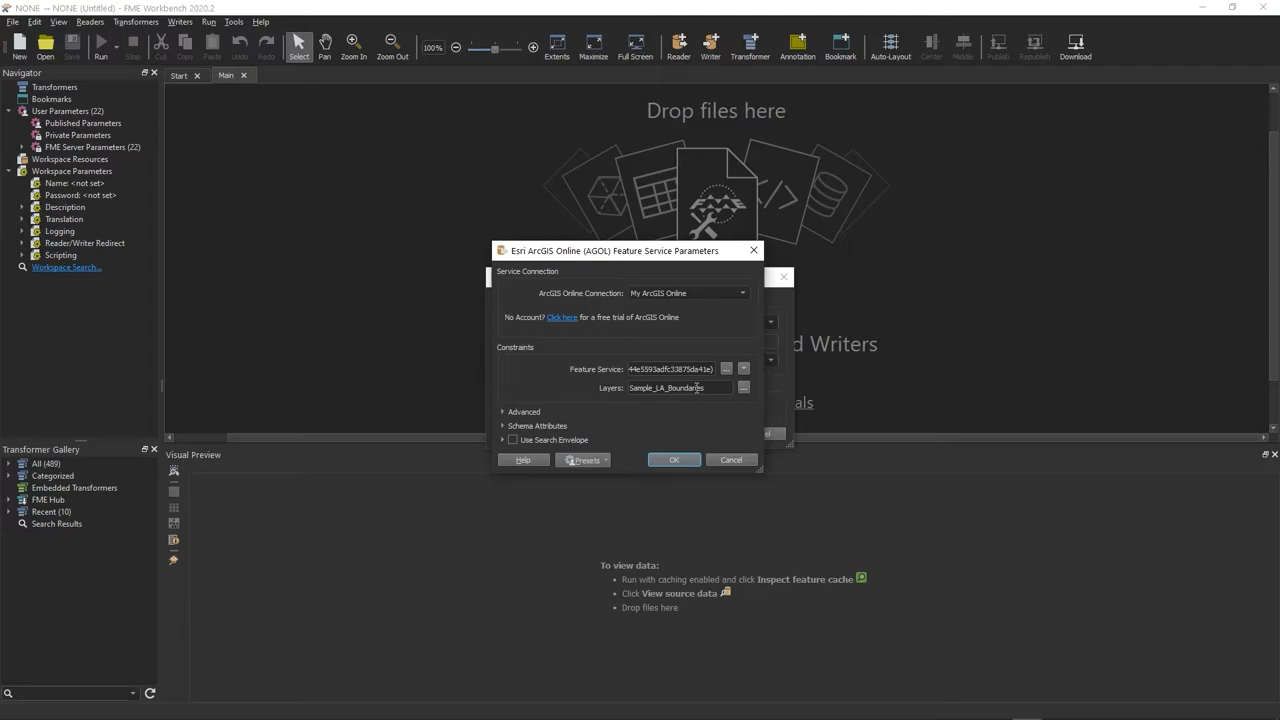 NONE → NONE (Untitled) - FME Workbench 2020.2
File Edit View Readers Transformers Writers Run Tools Help
New Open Save Run Stop Cut Copy Paste Undo Redo Select Pan Zoom In Zoom Out 100% Extents Maximize Full Screen Reader Writer Transformer Annotation Bookmark Auto-Layout Center Middle Publish Republish Download
Navigator
Start Main
Transformers
Bookmarks
User Parameters (22)
Published Parameters
Private Parameters
FME Server Parameters (22)
Workspace Resources
Workspace Parameters
Name: <not set>
Password: <not set>
Description
Translation
Logging
Reader/Writer Redirect
Scripting
Workspace Search...
Drop files here
d Writers
als
el
Esri ArcGIS Online (AGOL) Feature Service Parameters
Service Connection
ArcGIS Online Connection: My ArcGIS Online
No Account? Click here for a free trial of ArcGIS Online
Constraints
Feature Service: 44e5593adfc33875da41e) ...
Layers: Sample_LA_Boundaries ...
Advanced
Schema Attributes
Use Search Envelope
Help Presets OK Cancel
Transformer Gallery
All (489)
Categorized
Embedded Transformers
FME Hub
Recent (10)
Search Results
Visual Preview
To view data:
• Run with caching enabled and click Inspect feature cache
• Click View source data
• Drop files here